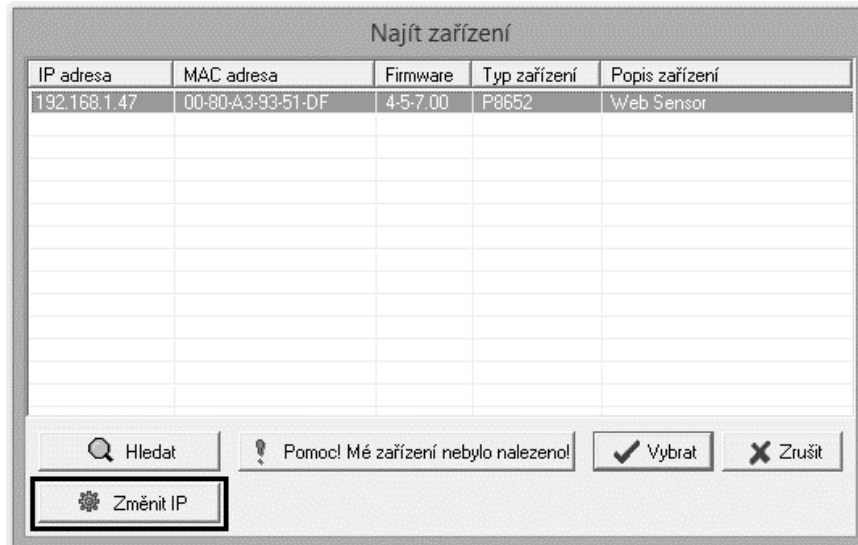 Najít zařízení
IP adresa MAC adresa Firmware Typ zařízení Popis zařízení
192.168.1.47 00-80-A3-93-51-DF 4-5-7.00 P8652 Web Sensor
Hledat Pomoc! Mé zařízení nebylo nalezeno! Vybrat Zrušit
Změnit IP